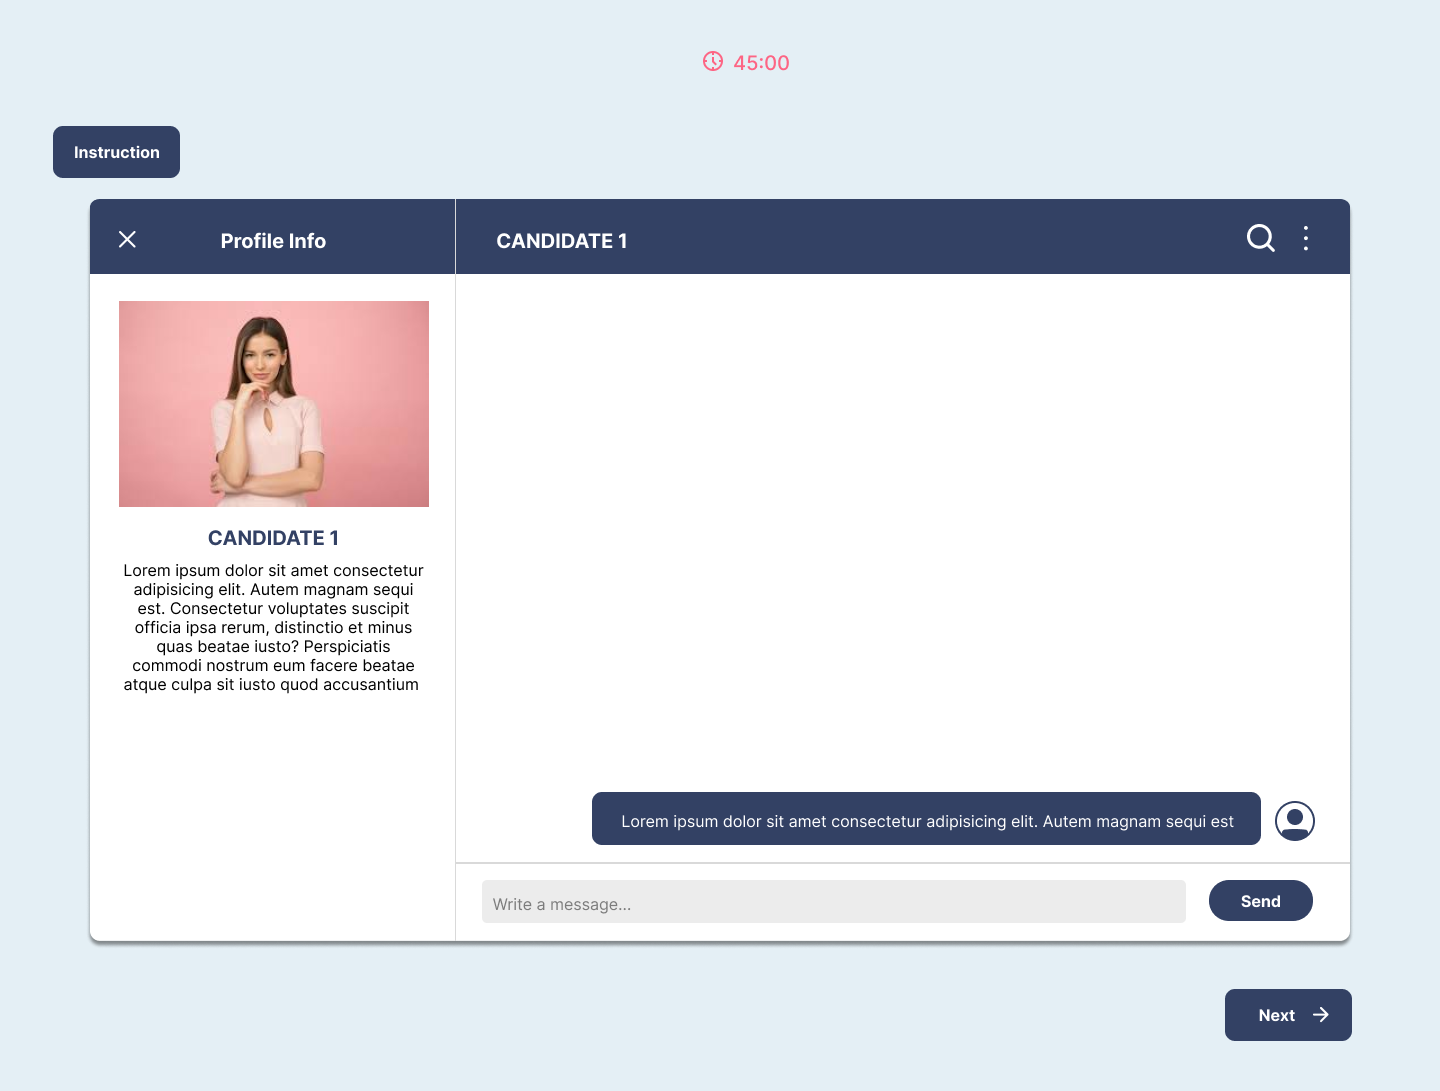 45:00
Instruction
Profile Info
CANDIDATE 1
CANDIDATE 1
Lorem ipsum dolor sit amet consectetur
adipisicing elit. Autem magnam sequi
est. Consectetur voluptates suscipit
officia ipsa rerum, distinctio et minus
quas beatae iusto? Perspiciatis
commodi nostrum eum facere beatae
atque culpa sit iusto quod accusantium
Lorem ipsum dolor sit amet consectetur adipisicing elit. Autem magnam sequi est
Write a message...
Send
Next